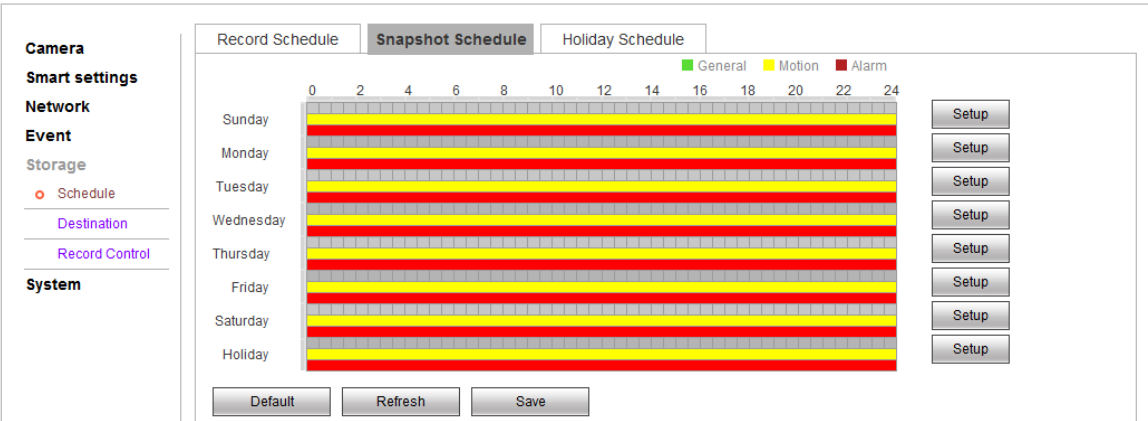 Camera
Smart settings
Network
Event
Storage
Schedule
Destination
Record Control
System
Record Schedule Snapshot Schedule Holiday Schedule
General Motion Alarm
0 2 4 6 8 10 12 14 16 18 20 22 24
Sunday Setup
Monday Setup
Tuesday Setup
Wednesday Setup
Thursday Setup
Friday Setup
Saturday Setup
Holiday Setup
Default Refresh Save